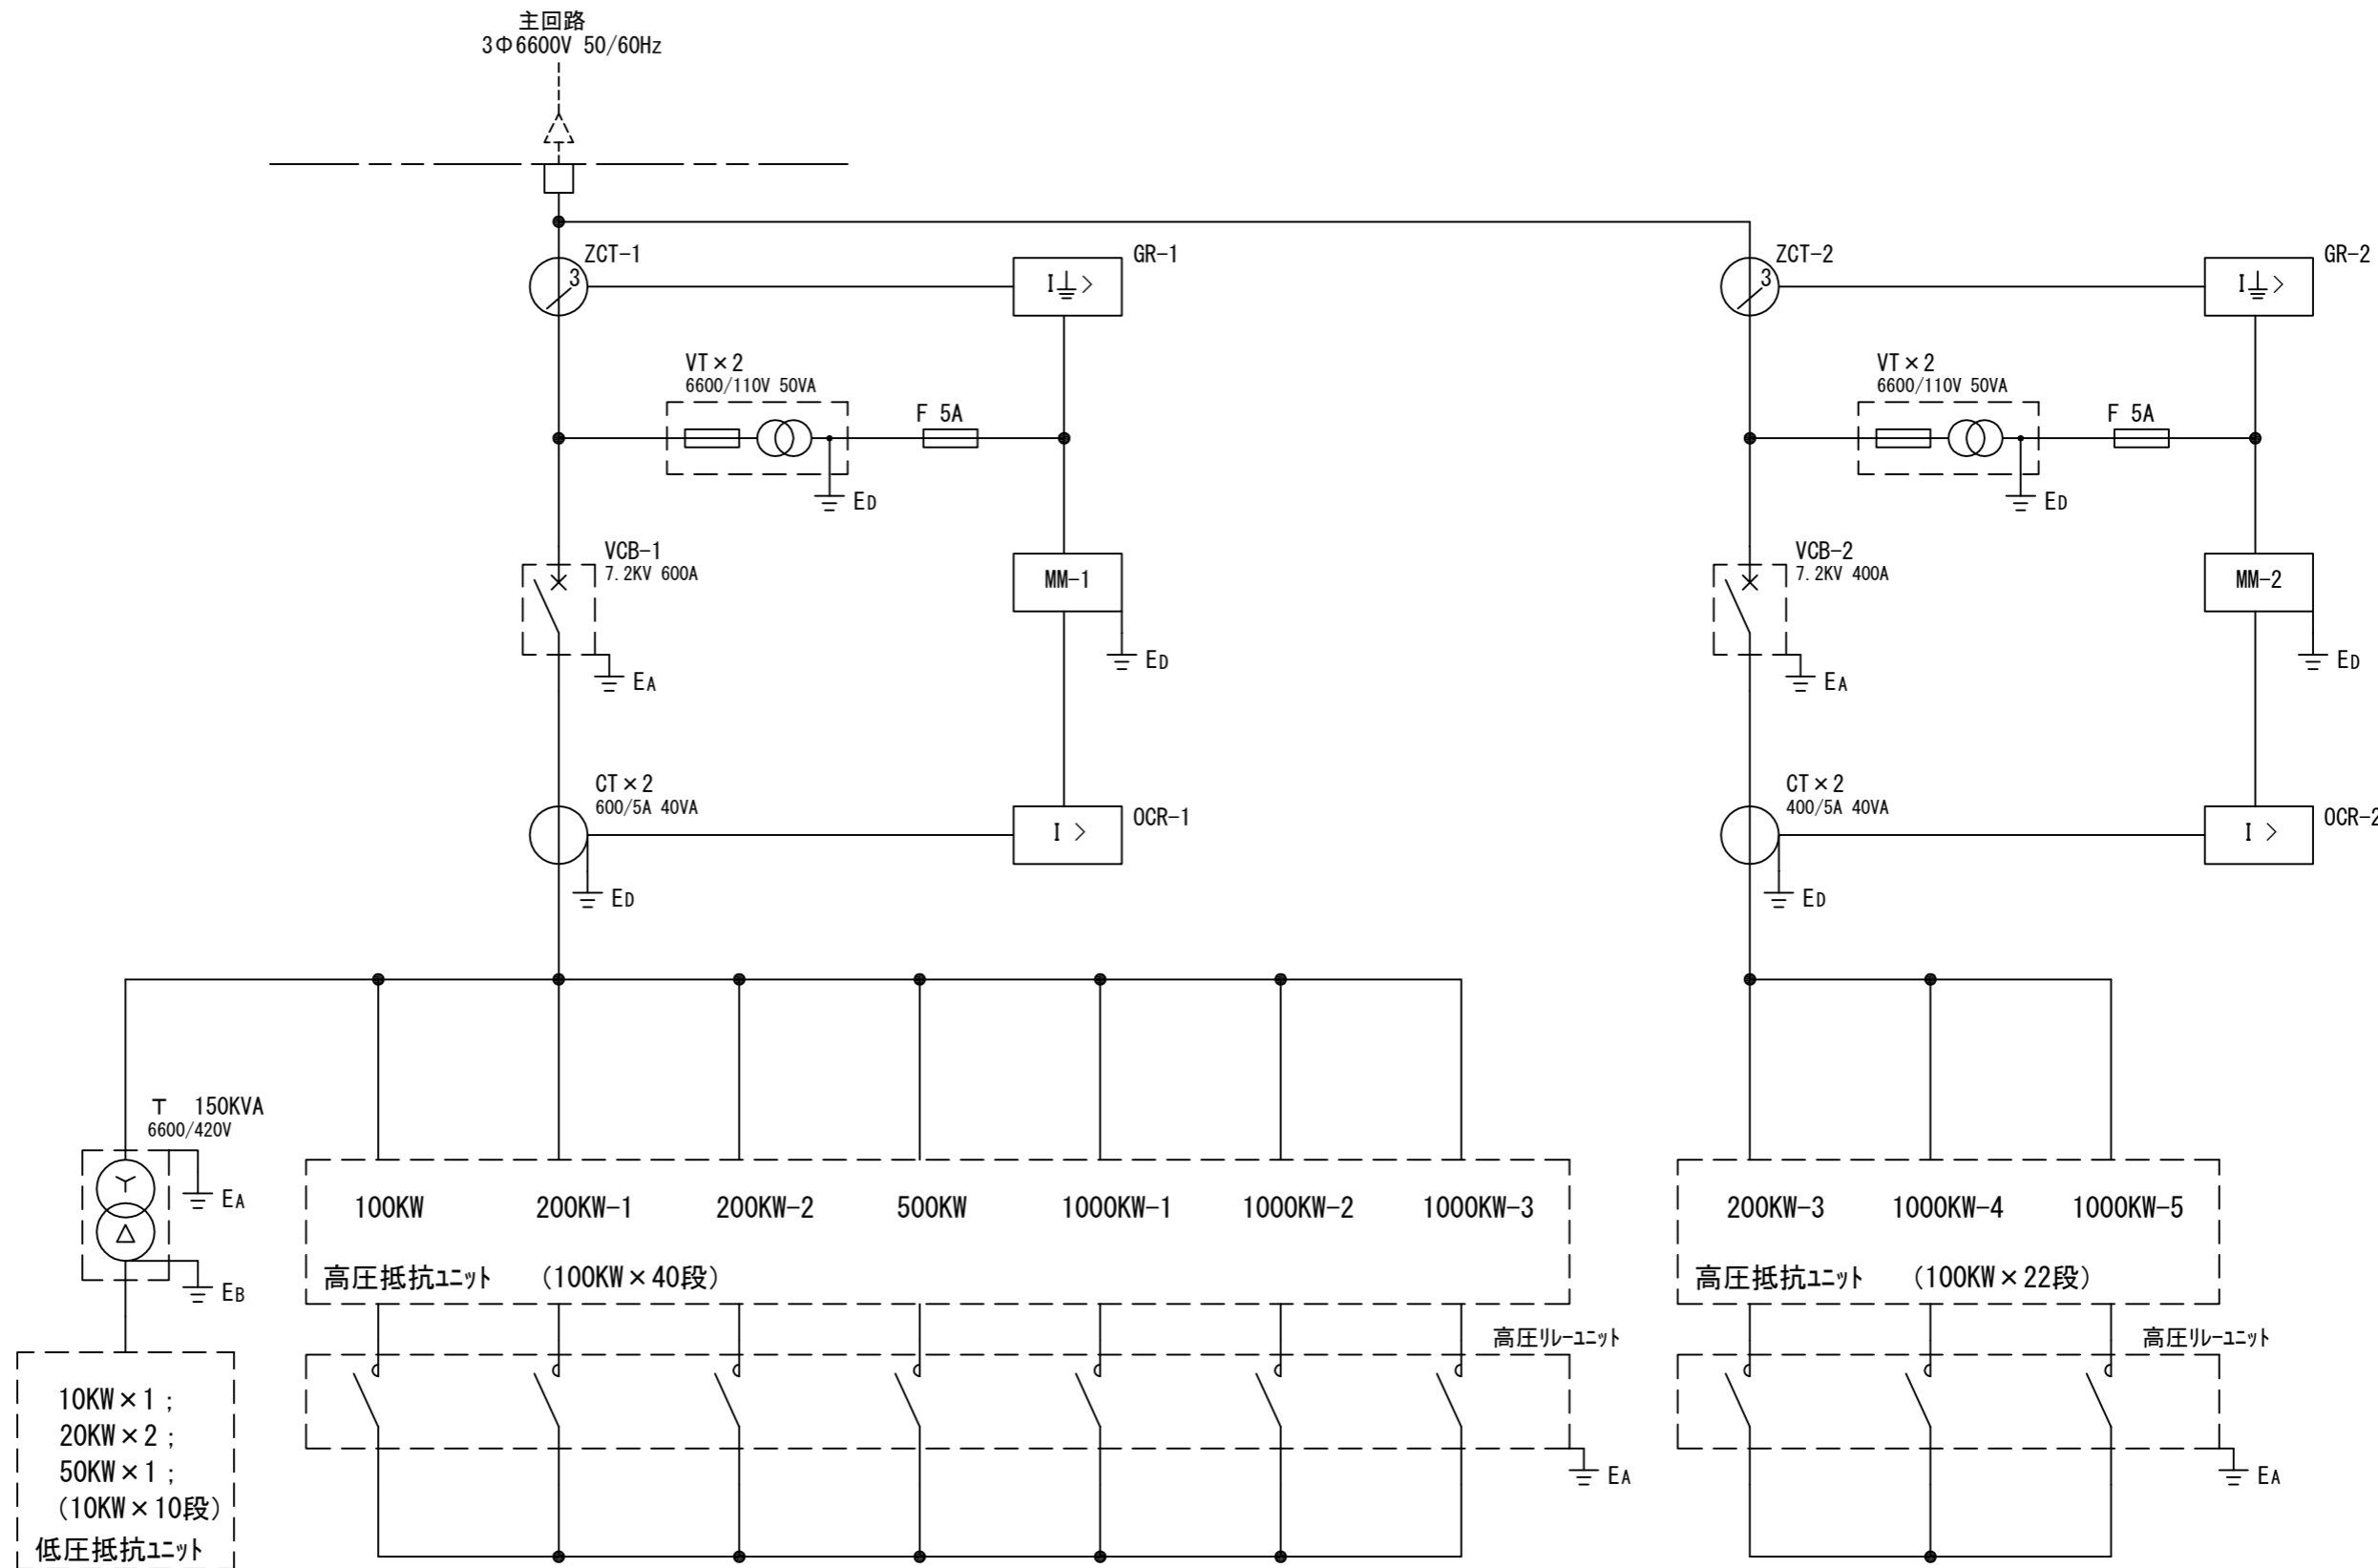 主回路
3Φ6600V 50/60Hz
ZCT-1
3
I >
GR-1
ZCT-2
3
I >
GR-2
VT×2
6600/110V 50VA
F 5A
ED
VT×2
6600/110V 50VA
F 5A
ED
VCB-1
7.2KV 600A
EA
MM-1
ED
VCB-2
7.2KV 400A
EA
MM-2
ED
CT×2
600/5A 40VA
ED
I >
OCR-1
CT×2
400/5A 40VA
ED
I >
OCR-2
T 150KVA
6600/420V
EA
EB
100KW 200KW-1 200KW-2 500KW 1000KW-1 1000KW-2 1000KW-3
高圧抵抗ﾕﾆｯﾄ (100KW×40段)
200KW-3 1000KW-4 1000KW-5
高圧抵抗ﾕﾆｯﾄ (100KW×22段)
高圧ﾘﾚｰﾕﾆｯﾄ
EA
高圧ﾘﾚｰﾕﾆｯﾄ
EA
10KW×1 ;
20KW×2 ;
50KW×1 ;
(10KW×10段)
低圧抵抗ﾕﾆｯﾄ